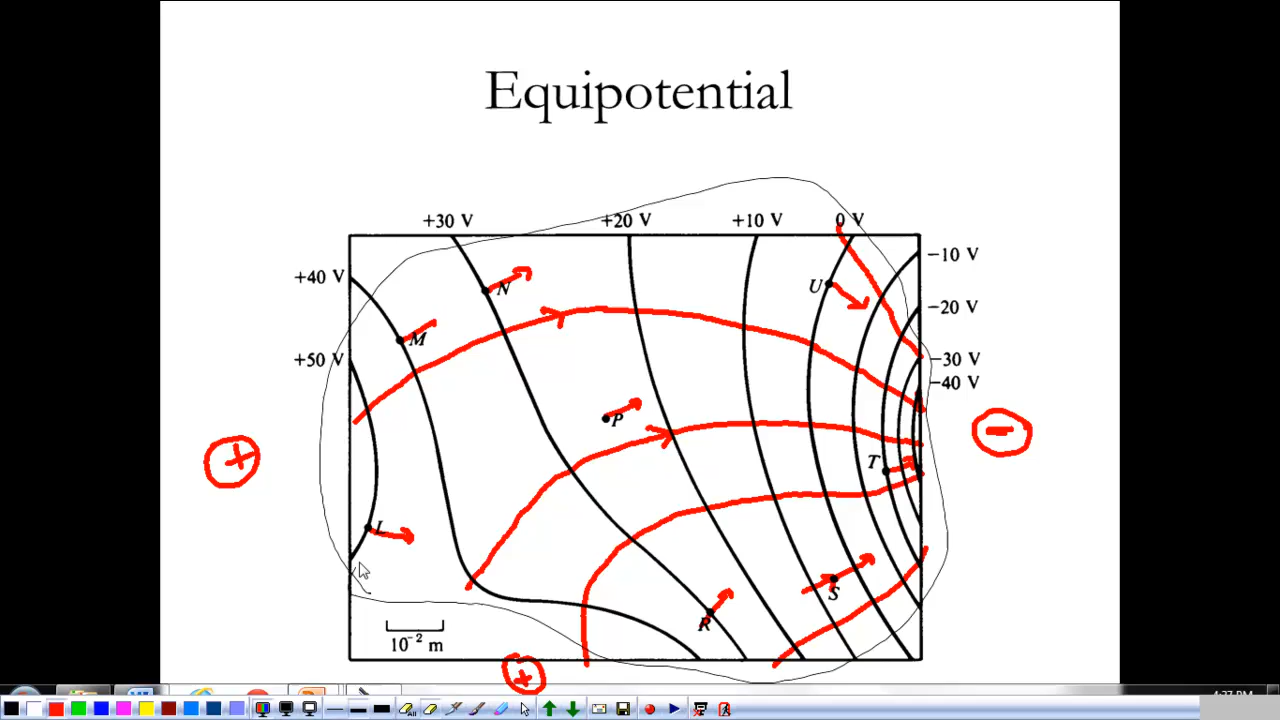 Equipotential
+30 V +20 V +10 V 0 V
-10 V
+40 V
N
U
-20 V
M
+50 V
-30 V
-40 V
P
+
−
T
L
S
R
10⁻² m
+